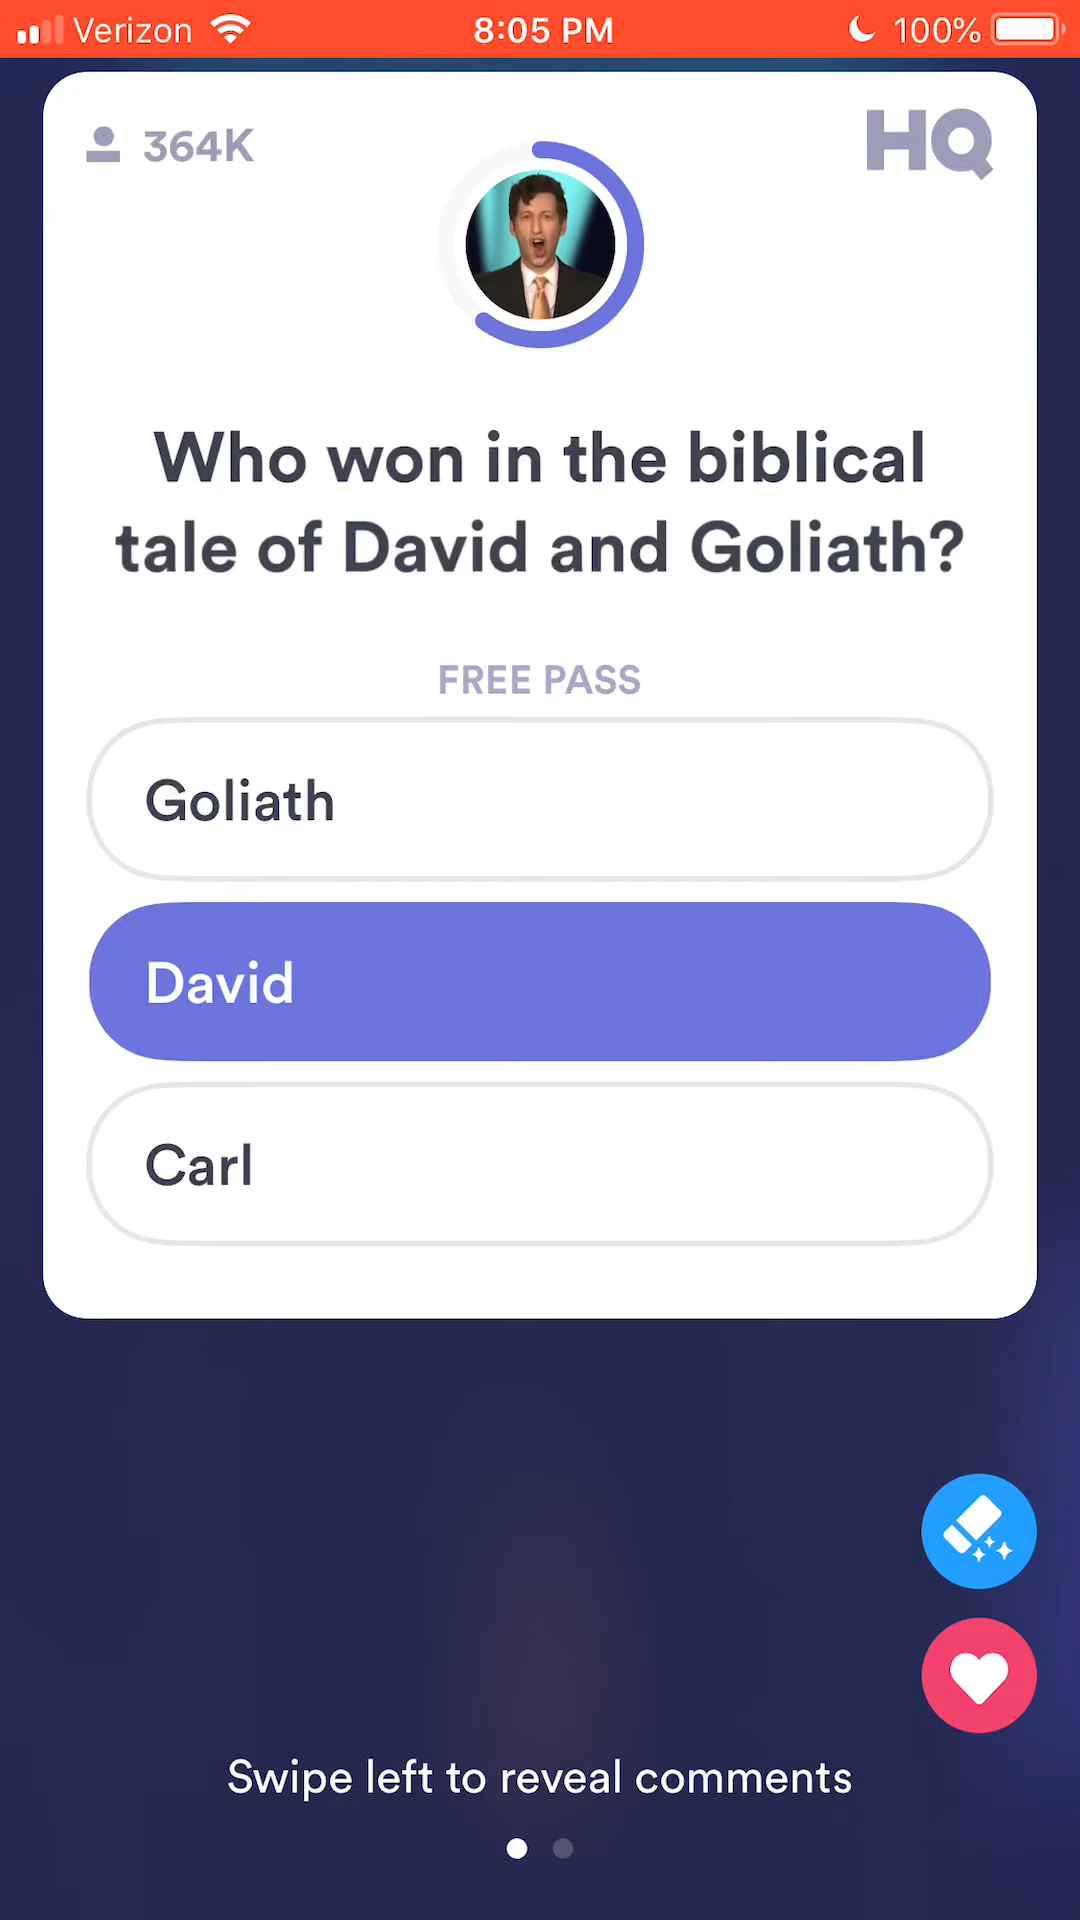 Verizon 8:05 PM 100%
364K HQ
Who won in the biblical
tale of David and Goliath?
FREE PASS
Goliath
David
Carl
Swipe left to reveal comments